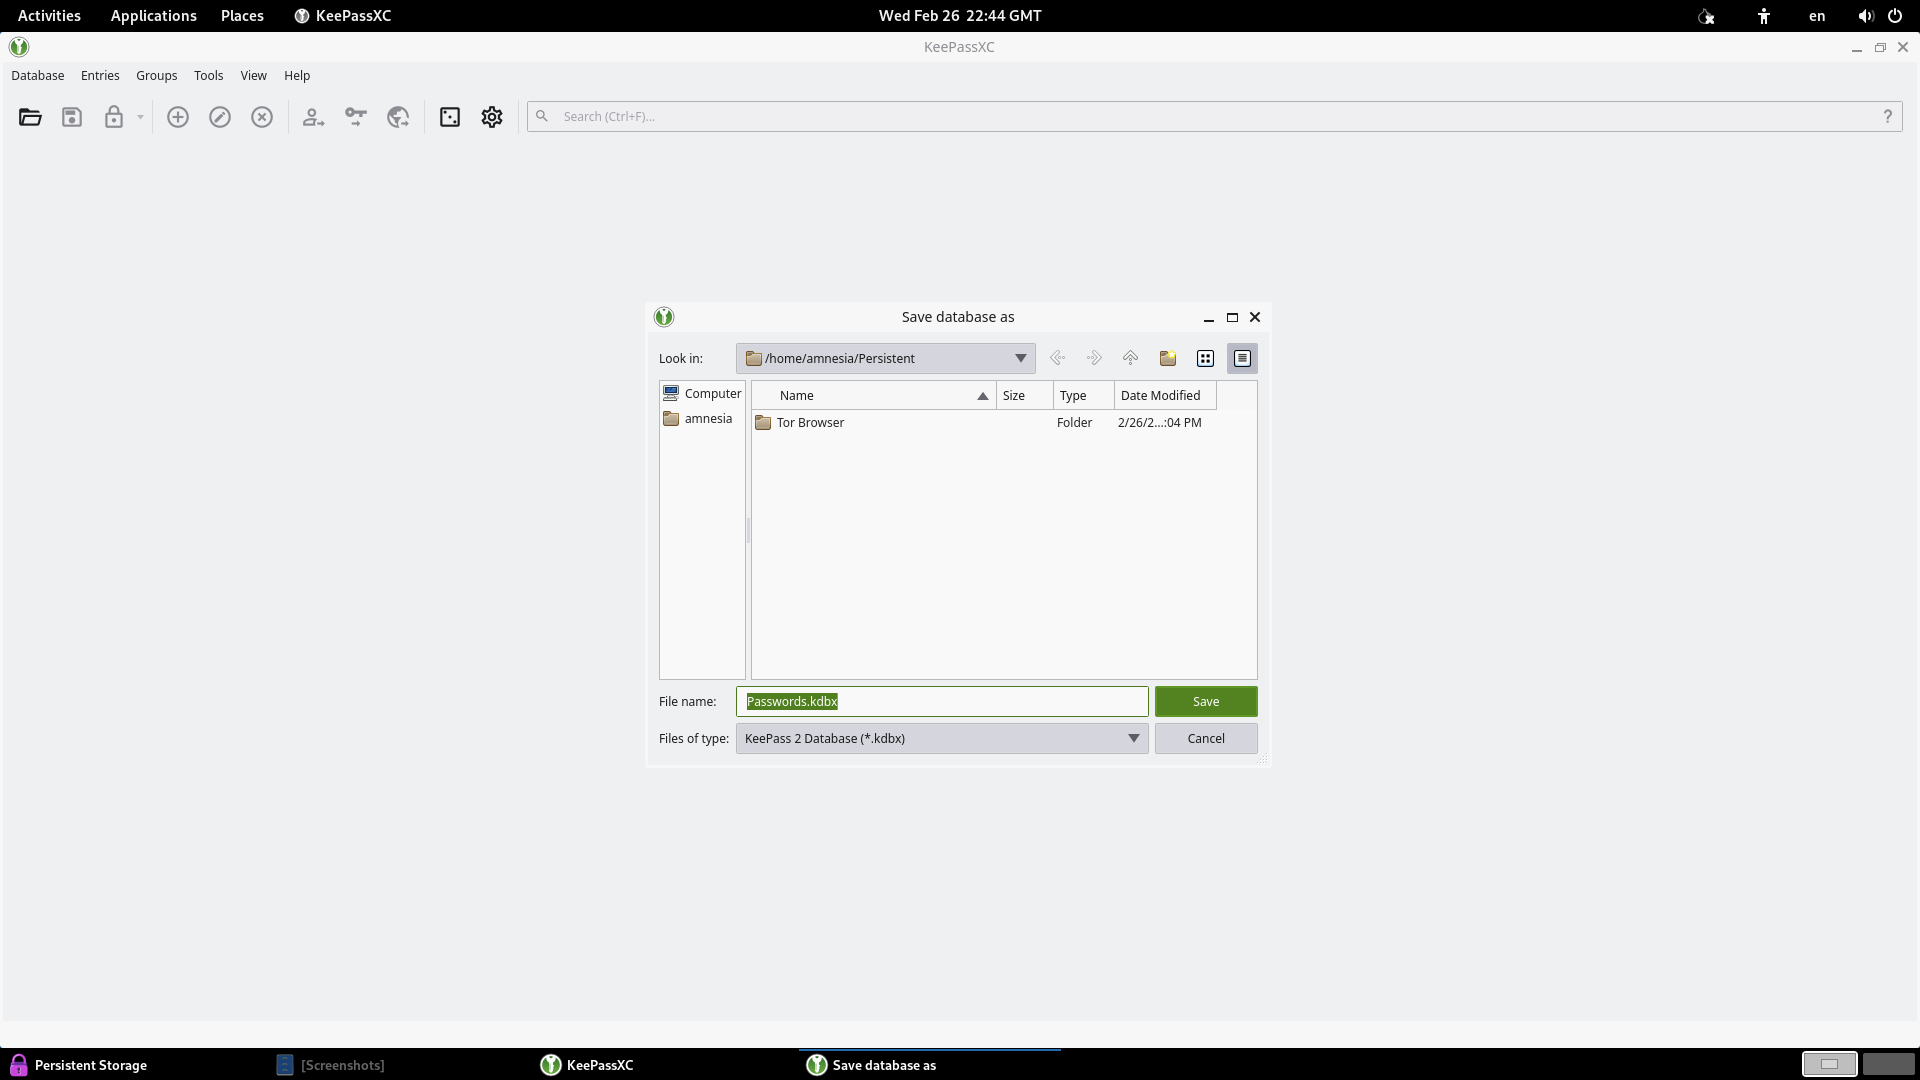 Activities Applications Places KeePassXC Wed Feb 26 22:44 GMT en
KeePassXC
Database Entries Groups Tools View Help
Search (Ctrl+F)... ?
Save database as
Look in: /home/amnesia/Persistent
Computer
amnesia
Name Size Type Date Modified
Tor Browser Folder 2/26/2...:04 PM
File name: Passwords.kdbx Save
Files of type: KeePass 2 Database (*.kdbx) Cancel
Persistent Storage [Screenshots] KeePassXC Save database as